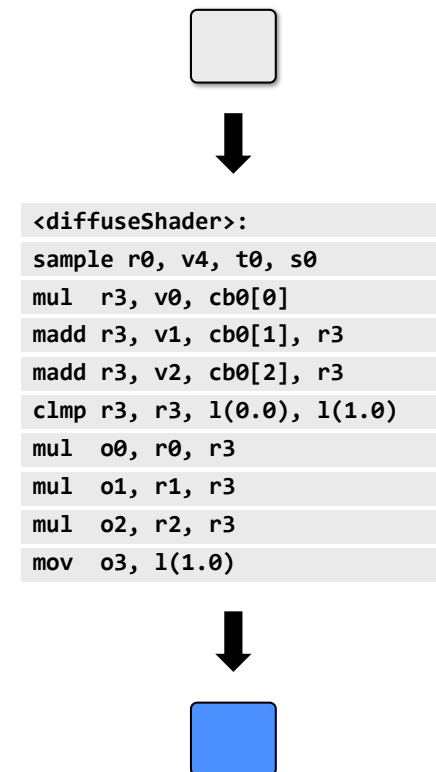 <diffuseShader>:
sample r0, v4, t0, s0
mul  r3, v0, cb0[0]
madd r3, v1, cb0[1], r3
madd r3, v2, cb0[2], r3
clmp r3, r3, l(0.0), l(1.0)
mul  o0, r0, r3
mul  o1, r1, r3
mul  o2, r2, r3
mov  o3, l(1.0)